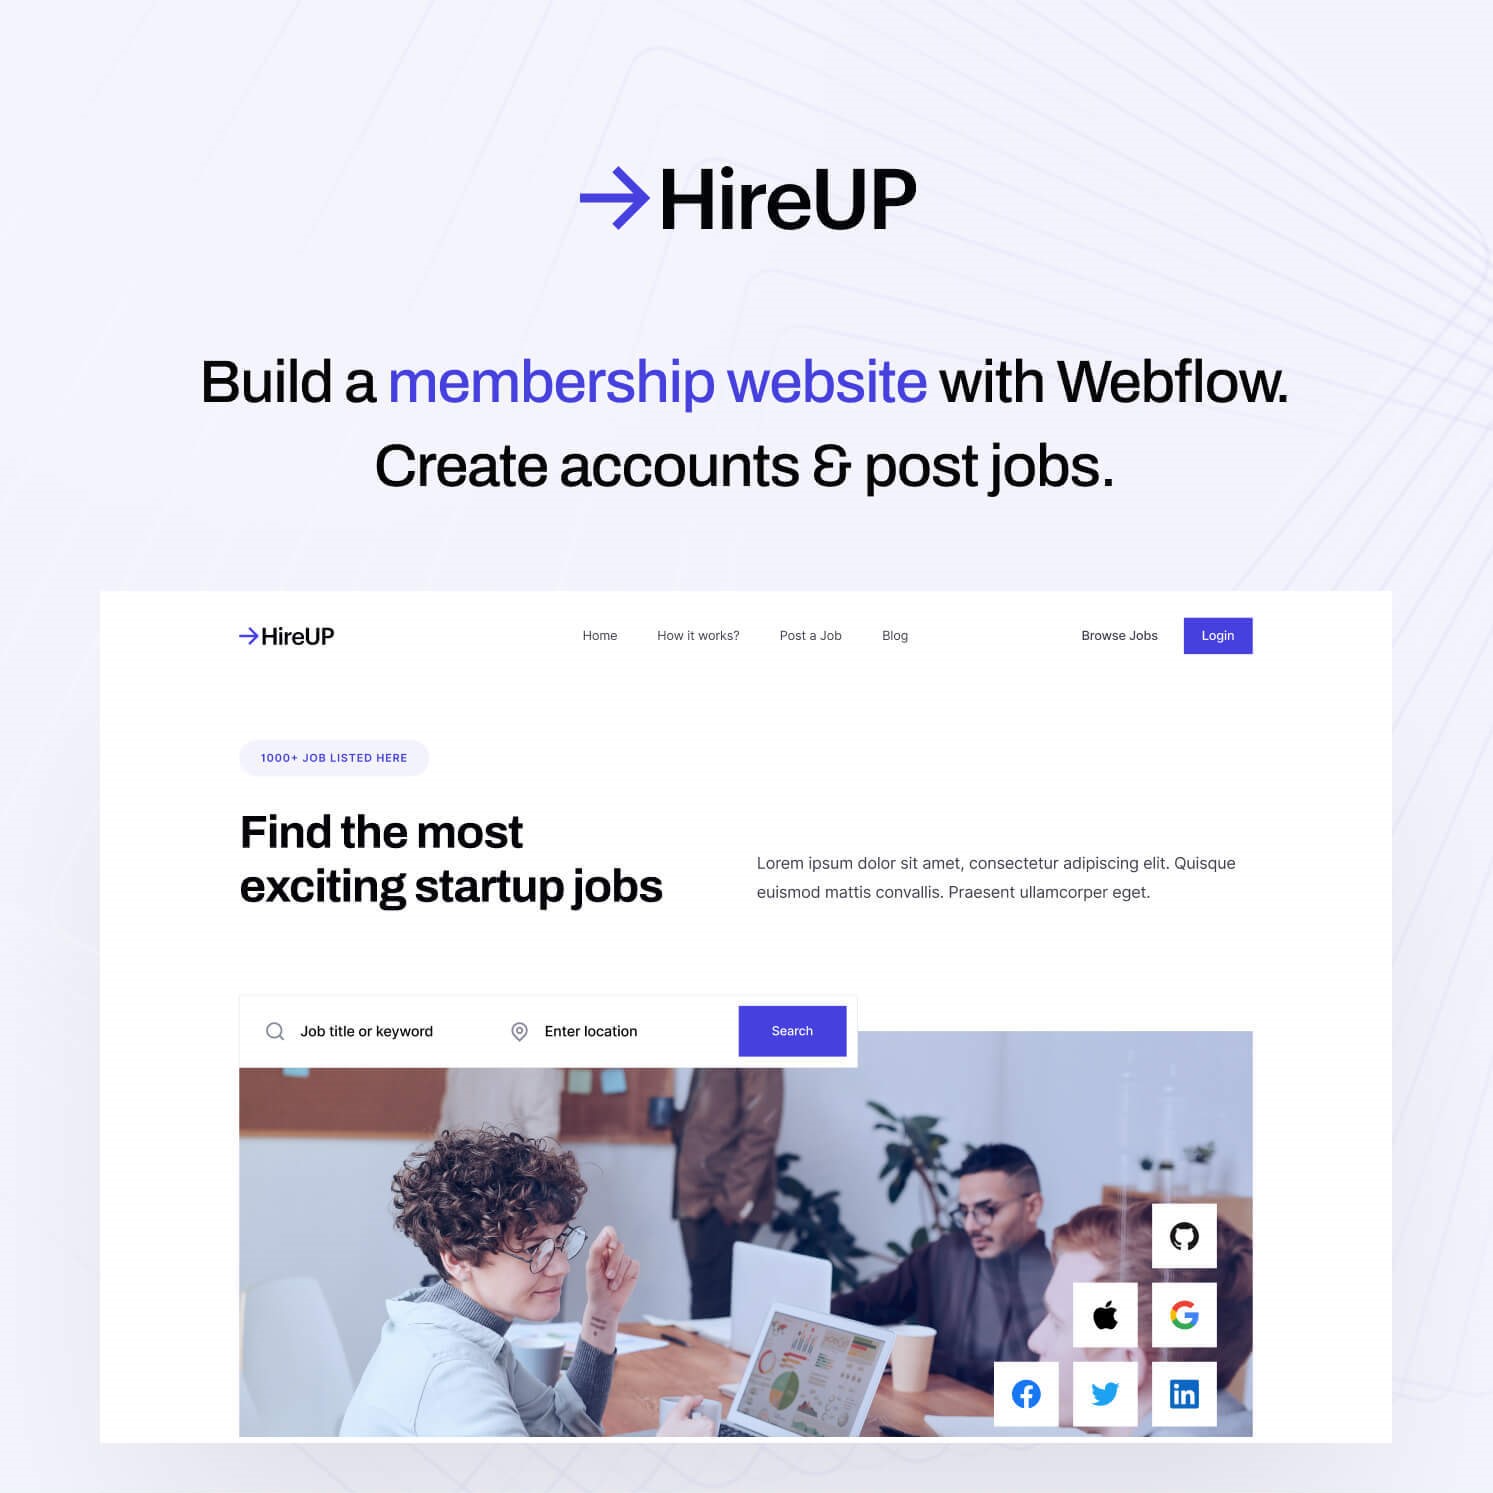 HireUP
Build a membership website with Webflow.
Create accounts & post jobs.
HireUP
Home
How it works?
Post a Job
Blog
Browse Jobs
Login
1000+ JOB LISTED HERE
Find the most
exciting startup jobs
Lorem ipsum dolor sit amet, consectetur adipiscing elit. Quisque
euismod mattis convallis. Praesent ullamcorper eget.
Job title or keyword
Enter location
Search